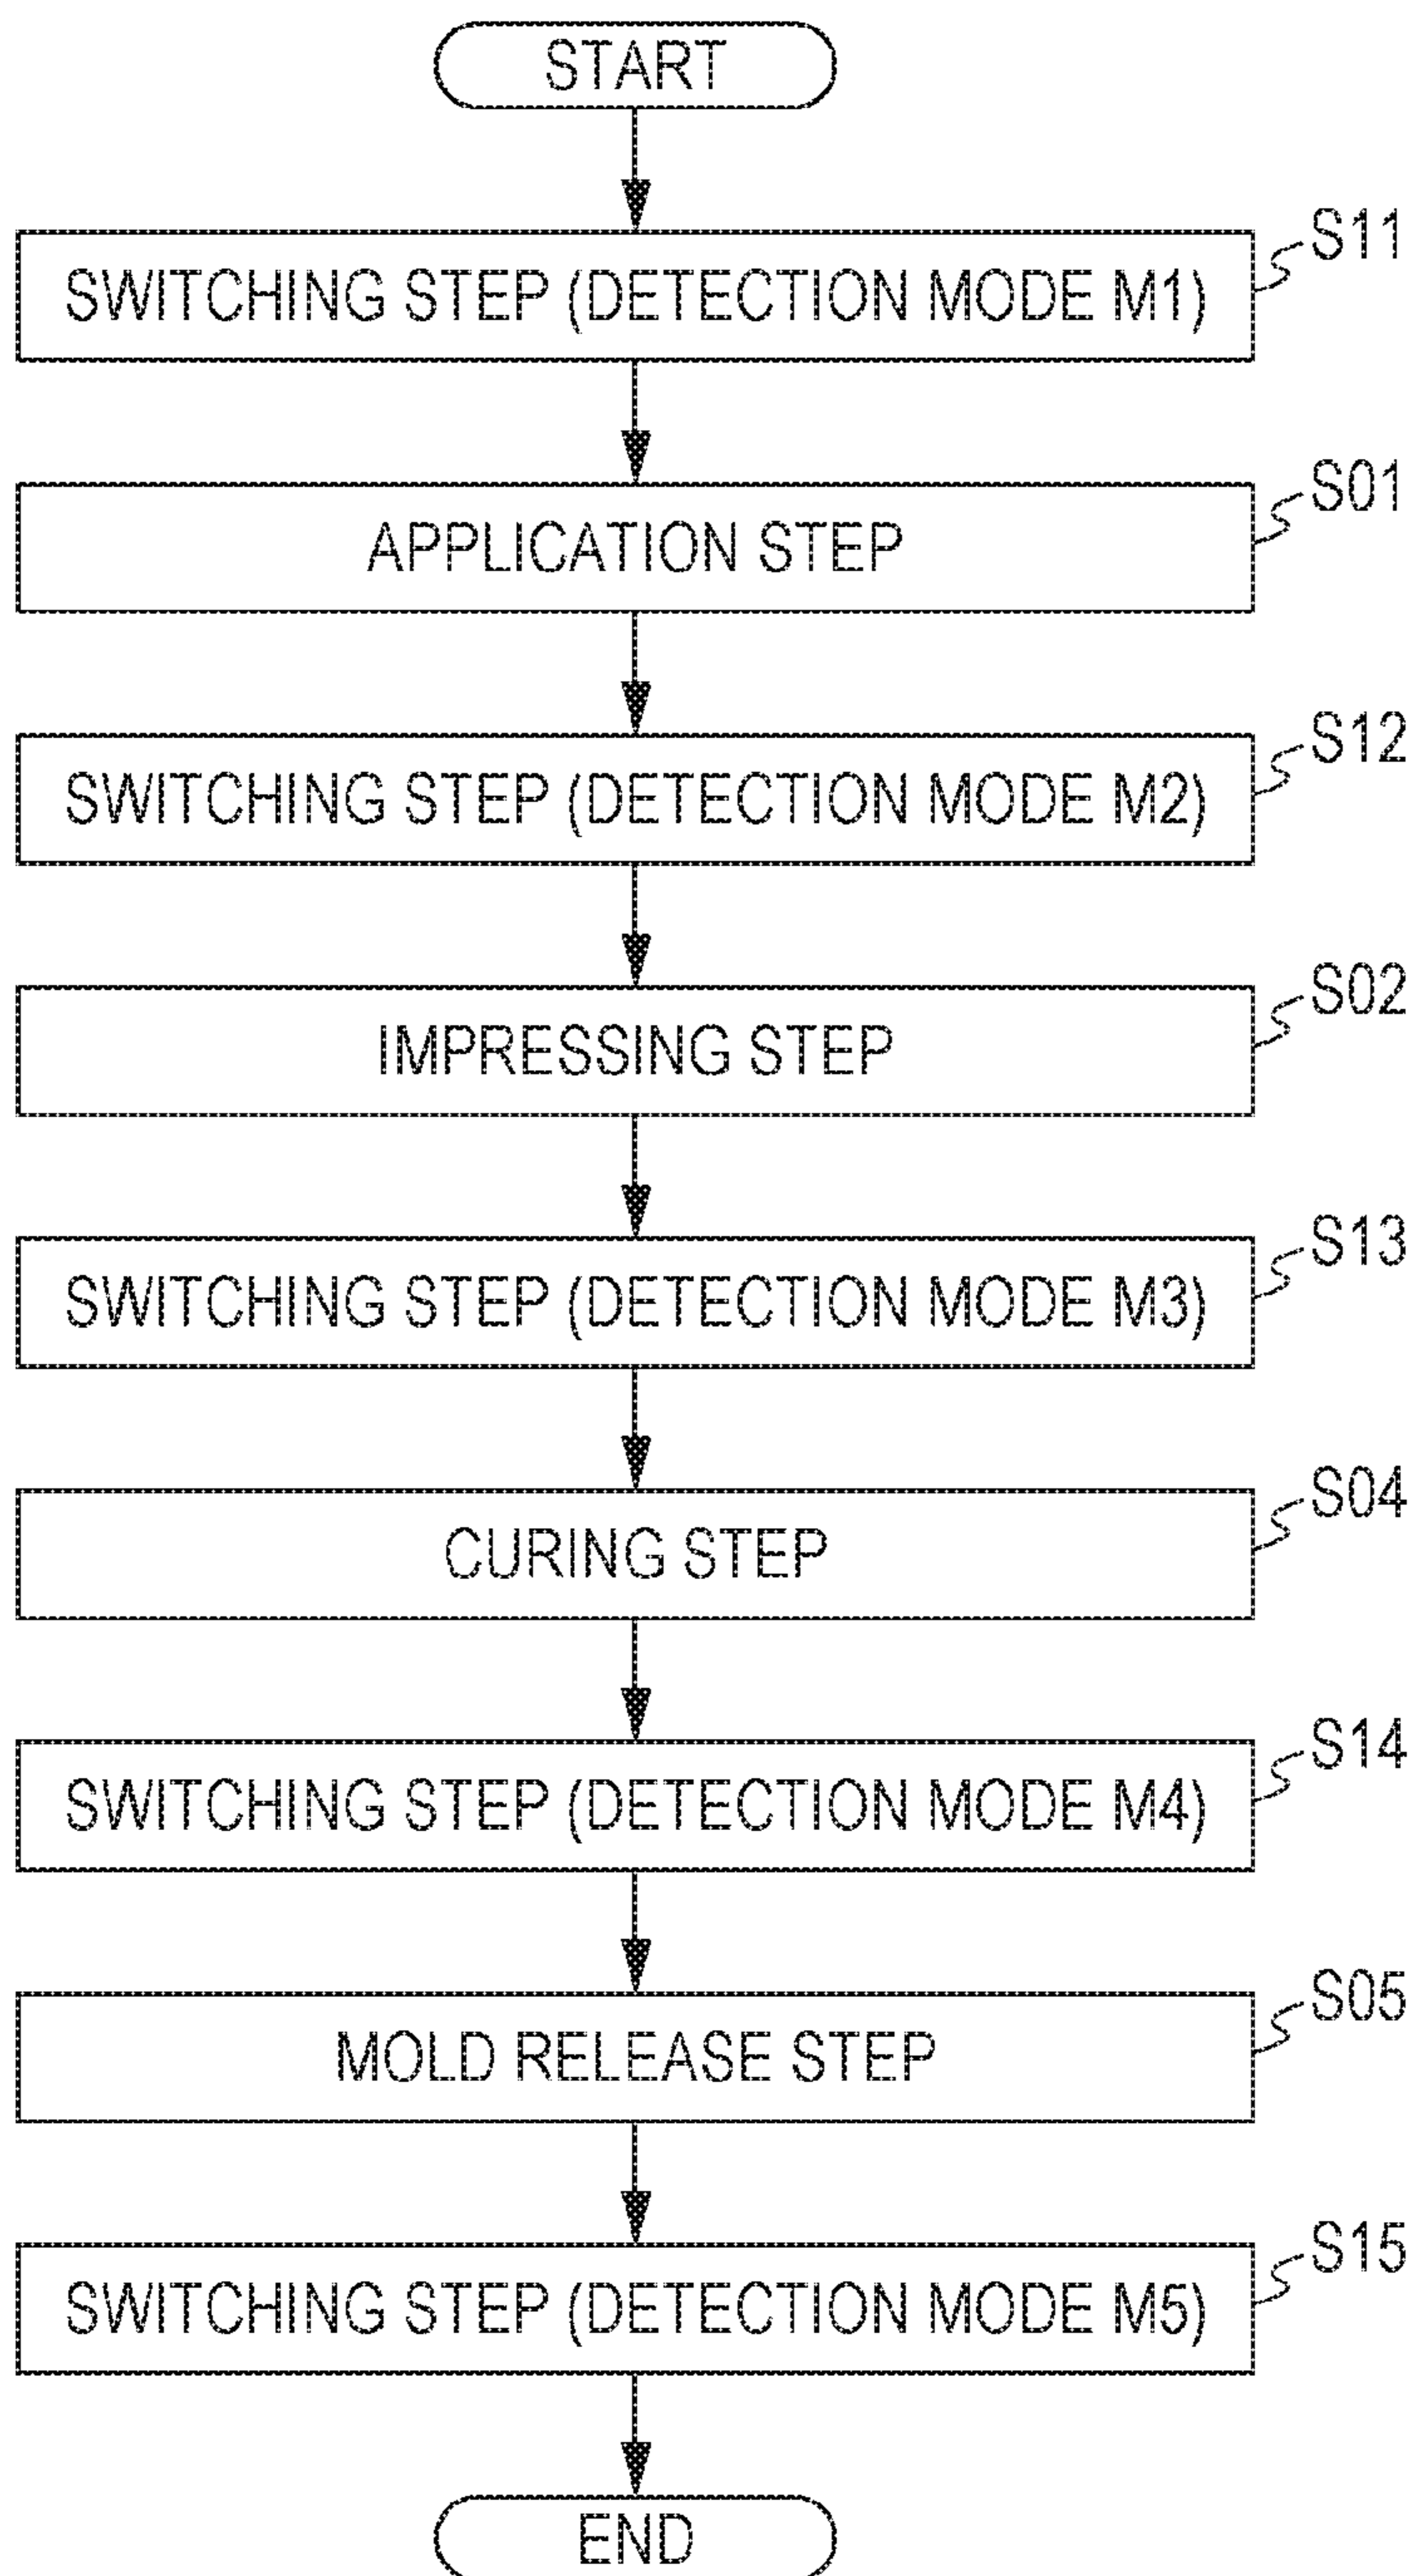 START
S11
SWITCHING STEP (DETECTION MODE M1)
S01
APPLICATION STEP
S12
SWITCHING STEP (DETECTION MODE M2)
S02
IMPRESSING STEP
S13
SWITCHING STEP (DETECTION MODE M3)
S04
CURING STEP
S14
SWITCHING STEP (DETECTION MODE M4)
S05
MOLD RELEASE STEP
S15
SWITCHING STEP (DETECTION MODE M5)
END